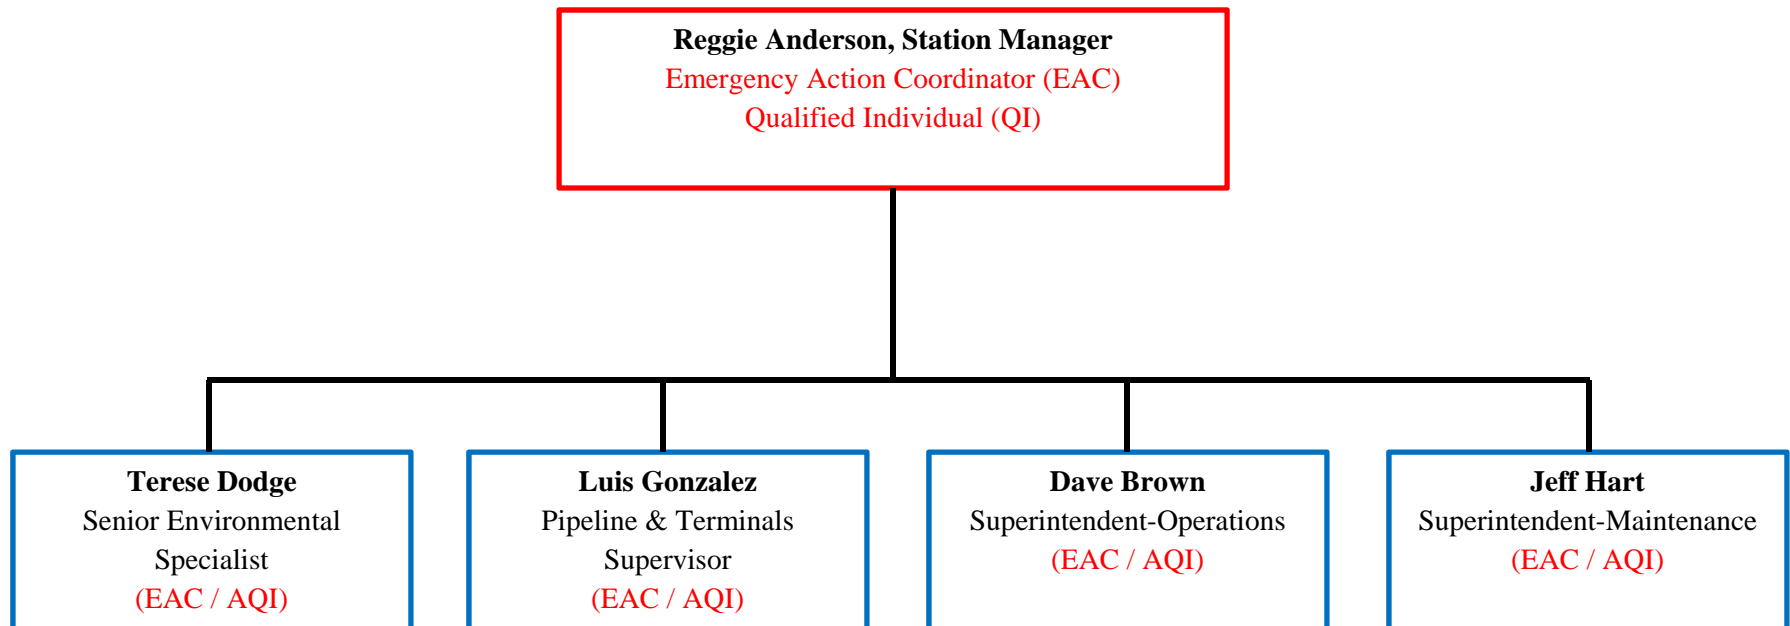 Reggie Anderson, Station Manager
Emergency Action Coordinator (EAC)
Qualified Individual (QI)
Terese Dodge
Senior Environmental
Specialist
(EAC / AQI)
Luis Gonzalez
Pipeline & Terminals
Supervisor
(EAC / AQI)
Dave Brown
Superintendent-Operations
(EAC / AQI)
Jeff Hart
Superintendent-Maintenance
(EAC / AQI)